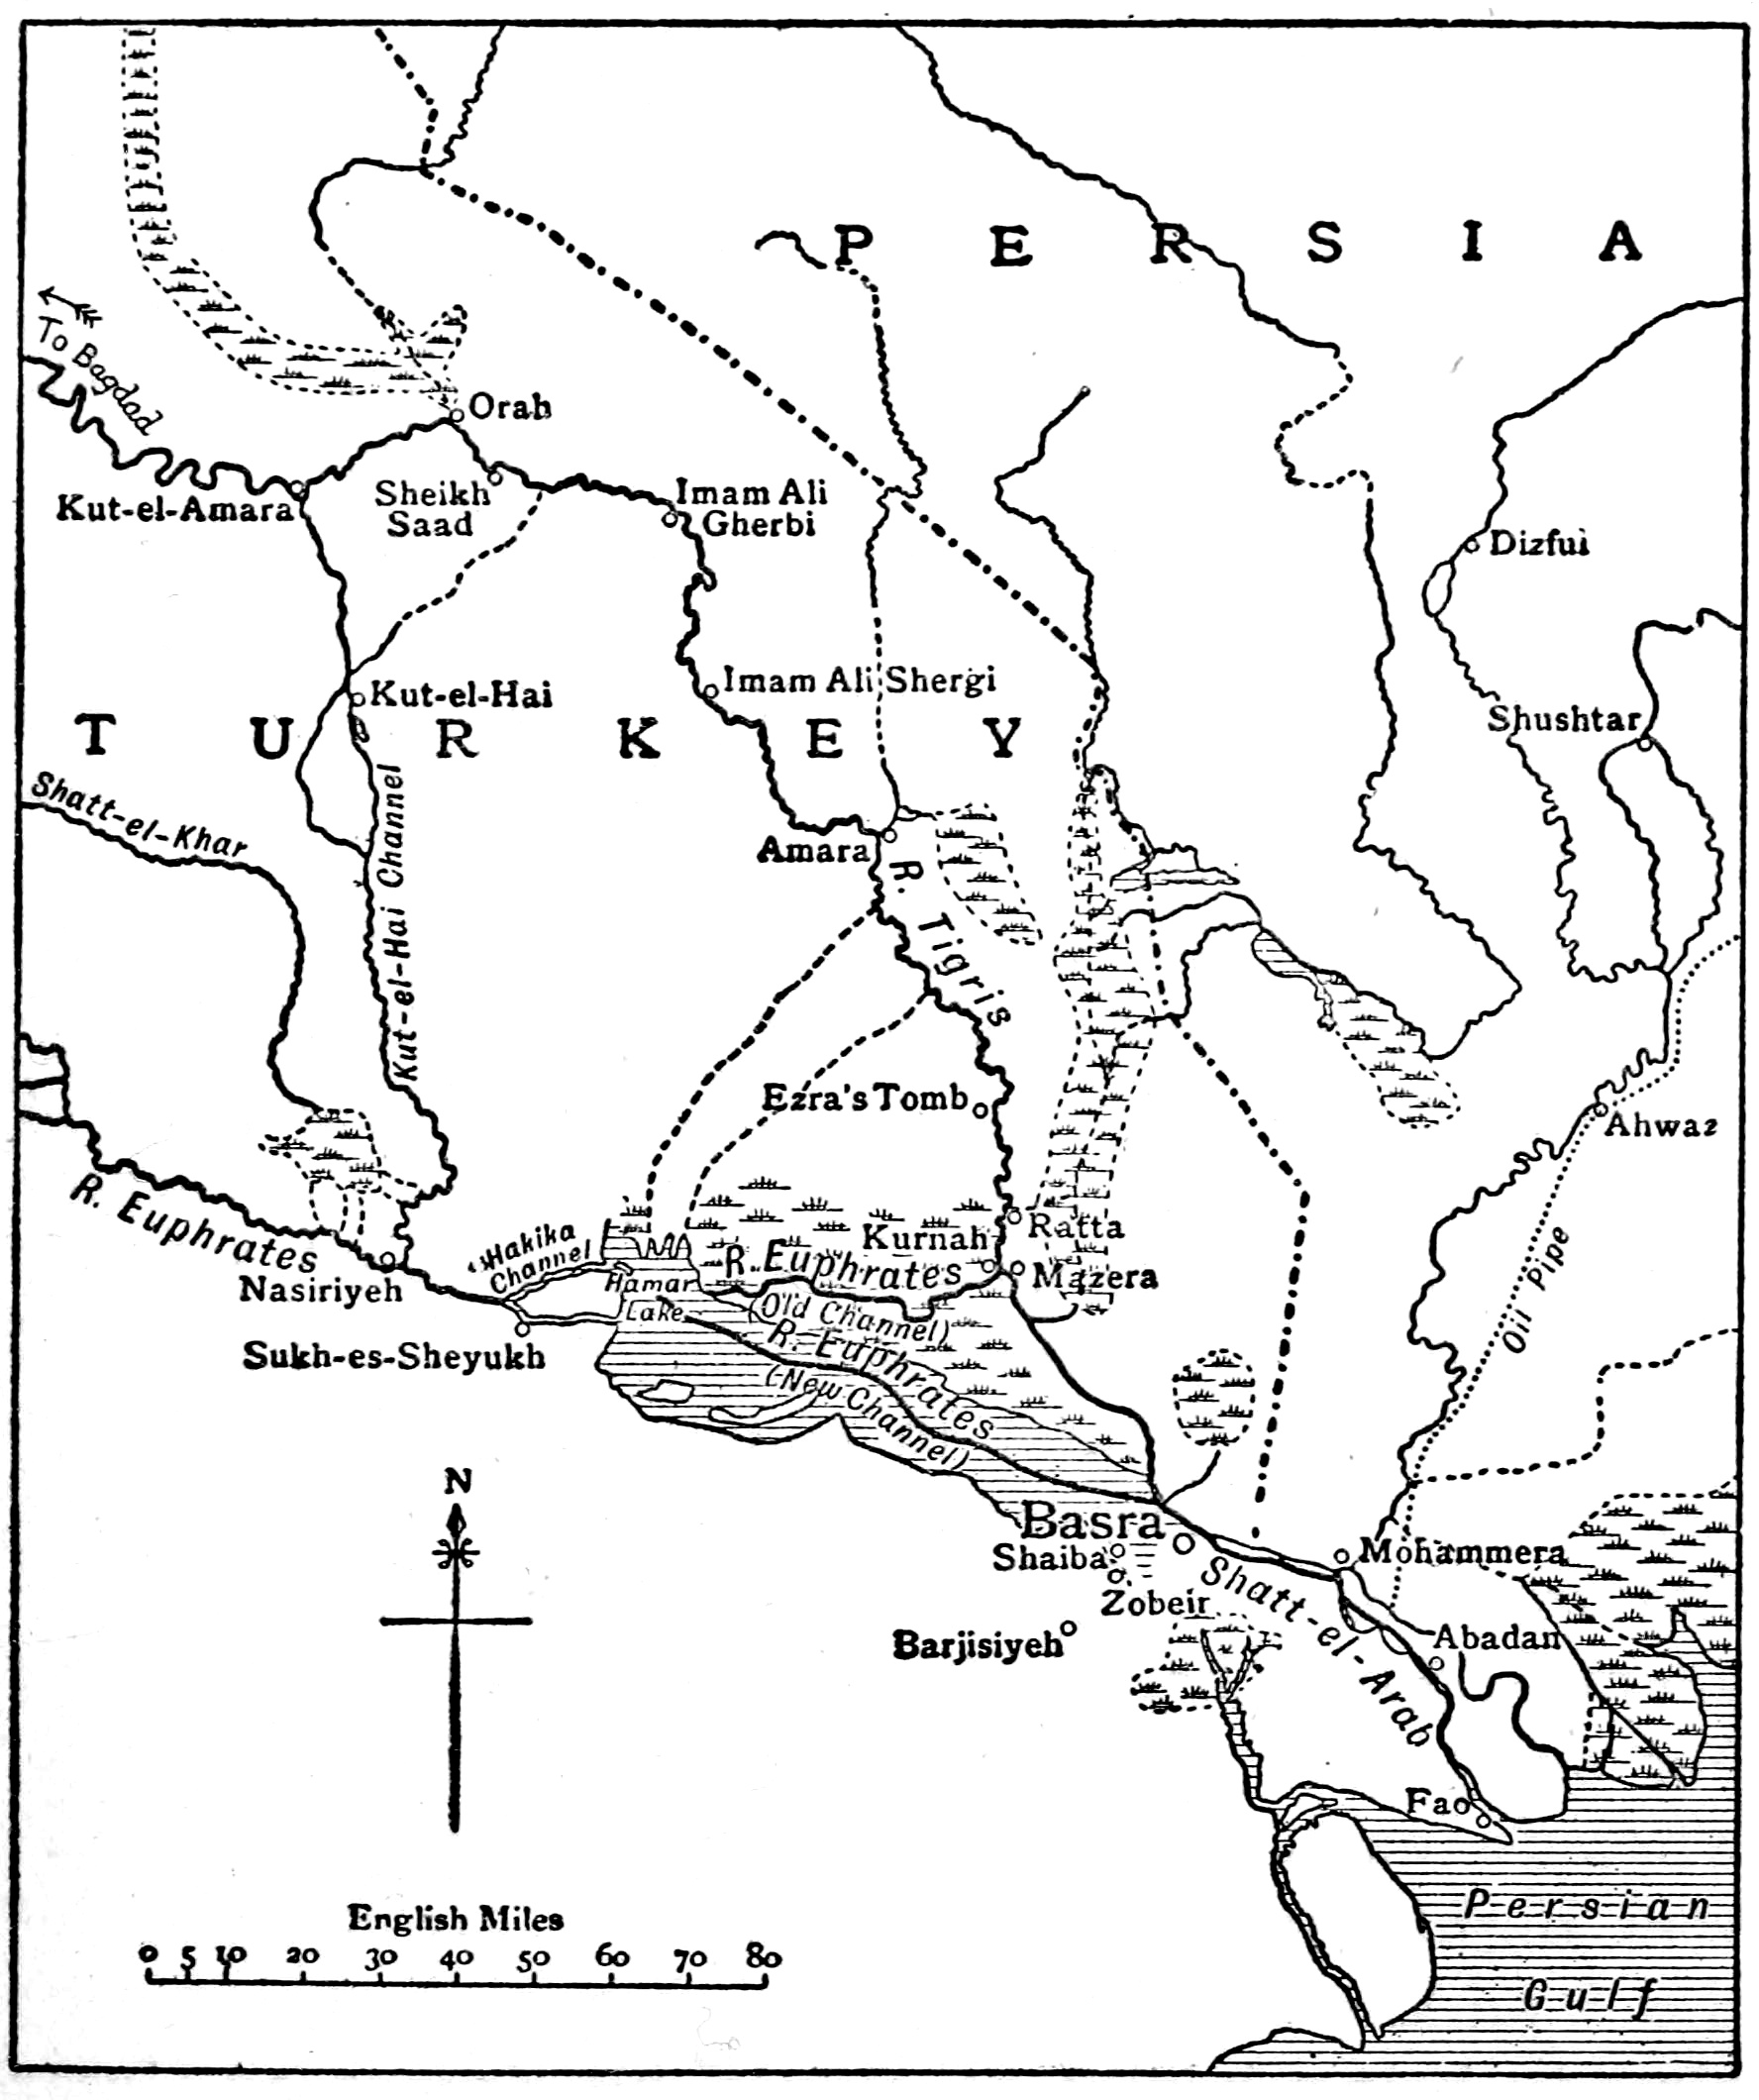 PERSIA
To Bagdad
Orah
Kut-el-Amara
Sheikh
Saad
Imam Ali
Gherbi
Dizful
Imam Ali Shergi
Kut-el-Hai
Shushtar
TURKEY
Shatt-el-Khar
Kut-el-Hai Channel
Amara
R. Tigris
Ezra's Tomb
Ahwaz
R. Euphrates
Ratta
Kurnah
Hakika
Channel
R. Euphrates
Mazera
Nasiriyeh
Hamar
Lake
(Old Channel)
Oil Pipe
Sukh-es-Sheyukh
R. Euphrates
(New Channel)
N
Basra
Shaiba
Mohammera
Zobeir
Shatt-el-Arab
Barjisiyeh
Abadan
Fao
Persian
Gulf
English Miles
0 5 10 20 30 40 50 60 70 80